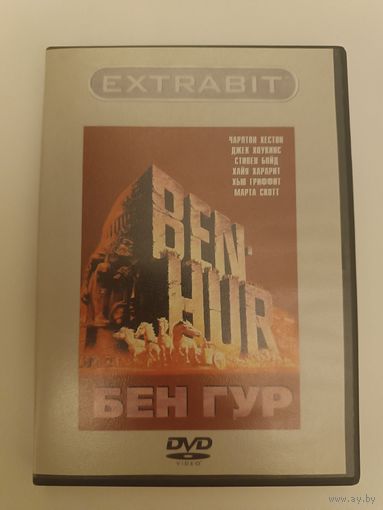 EXTRABIT
ЧАРЛТОН ХЕСТОН
ДЖЕК ХОУКИНС
СТИВЕН БОЙД
ХАЙЯ ХАРАРИТ
ХЬЮ ГРИФФИТ
МАРТА СКОТТ
BEN-
HUR
БЕН ГУР
DVD
VIDEO
www.ay.by